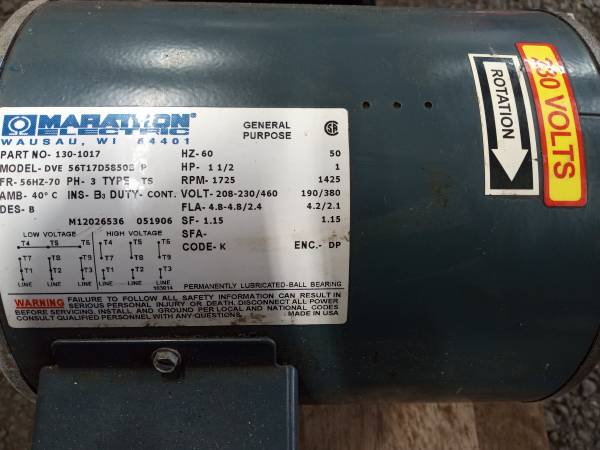 MARATHON
ELECTRIC
WAUSAU, WI 54401
GENERAL PURPOSE
PART NO- 130-1017 HZ-60 50
MODEL- DVE 56T17D5850B P HP- 1 1/2 1
FR- 56HZ-70 PH- 3 TYPE- TS RPM- 1725 1425
AMB- 40°C INS- B3 DUTY- CONT. VOLT- 208-230/460 190/380
DES- B FLA- 4.8-4.8/2.4 4.2/2.1
M12026536 051906 SF- 1.15 1.15
SFA-
CODE- K ENC.- DP
LOW VOLTAGE HIGH VOLTAGE
T4 T5 T6 T4 T5 T6
T7 T8 T9 T7 T8 T9
T1 T2 T3 T1 T2 T3
LINE LINE LINE LINE LINE LINE
PERMANENTLY LUBRICATED-BALL BEARING
WARNING FAILURE TO FOLLOW ALL SAFETY INFORMATION CAN RESULT IN
SERIOUS PERSONAL INJURY OR DEATH. DISCONNECT ALL POWER
BEFORE SERVICING. INSTALL AND GROUND PER LOCAL AND NATIONAL CODES.
CONSULT QUALIFIED PERSONNEL WITH ANY QUESTIONS. MADE IN USA
ROTATION
230 VOLTS